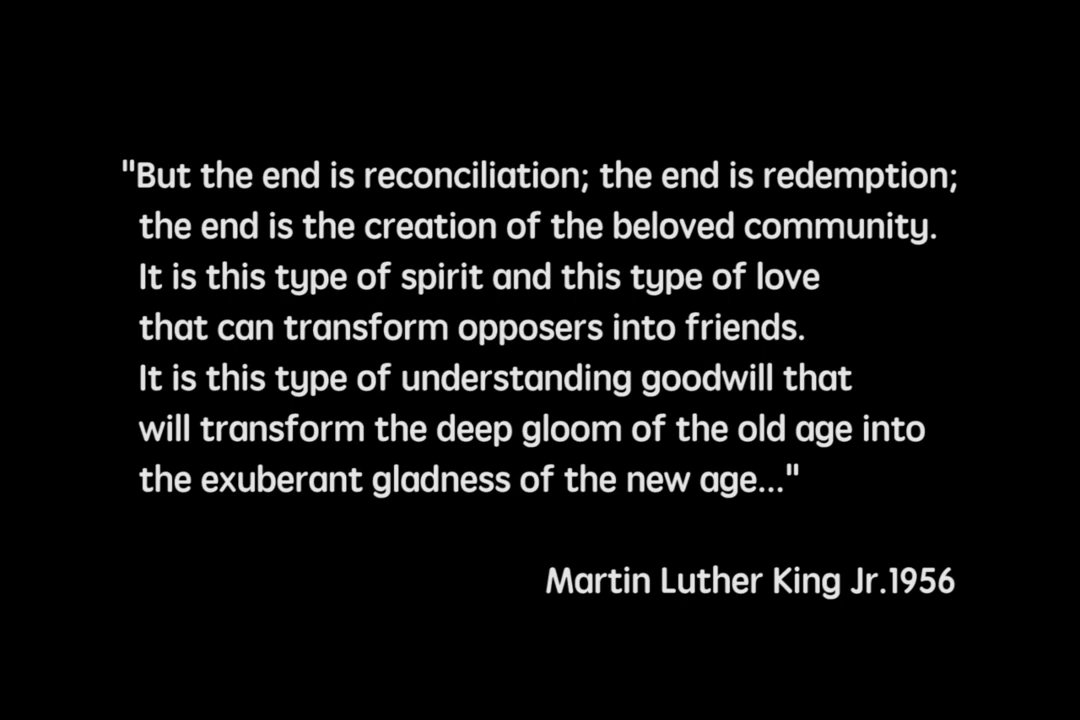 "But the end is reconciliation; the end is redemption;
the end is the creation of the beloved community.
It is this type of spirit and this type of love
that can transform opposers into friends.
It is this type of understanding goodwill that
will transform the deep gloom of the old age into
the exuberant gladness of the new age..."
Martin Luther King Jr.1956